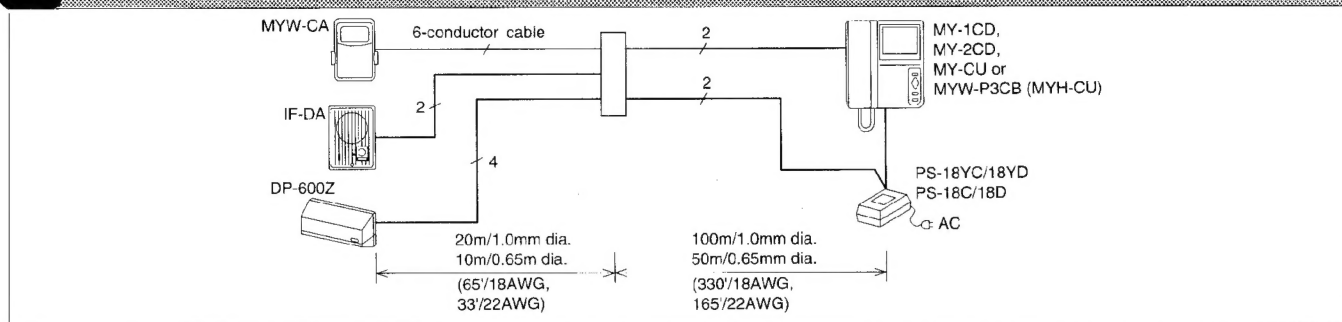 MYW-CA
6-conductor cable
2
MY-1CD,
MY-2CD,
MY-CU or
MYW-P3CB (MYH-CU)
IF-DA
2
2
DP-600Z
4
PS-18YC/18YD
PS-18C/18D
AC
20m/1.0mm dia.
10m/0.65m dia.
(65'/18AWG,
33'/22AWG)
100m/1.0mm dia.
50m/0.65mm dia.
(330'/18AWG,
165'/22AWG)